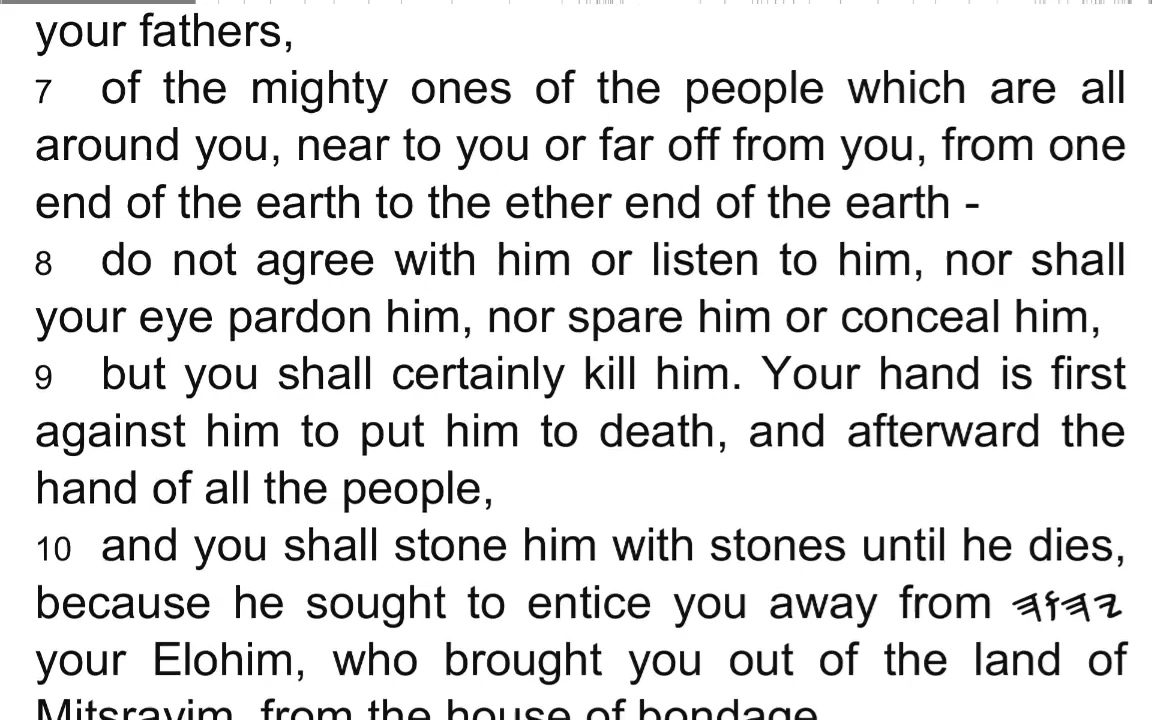 your fathers,
7 of the mighty ones of the people which are all
around you, near to you or far off from you, from one
end of the earth to the ether end of the earth -
8 do not agree with him or listen to him, nor shall
your eye pardon him, nor spare him or conceal him,
9 but you shall certainly kill him. Your hand is first
against him to put him to death, and afterward the
hand of all the people,
10 and you shall stone him with stones until he dies,
because he sought to entice you away from 𐤉𐤄𐤅𐤄
your Elohim, who brought you out of the land of
Mitsrayim, from the house of bondage.